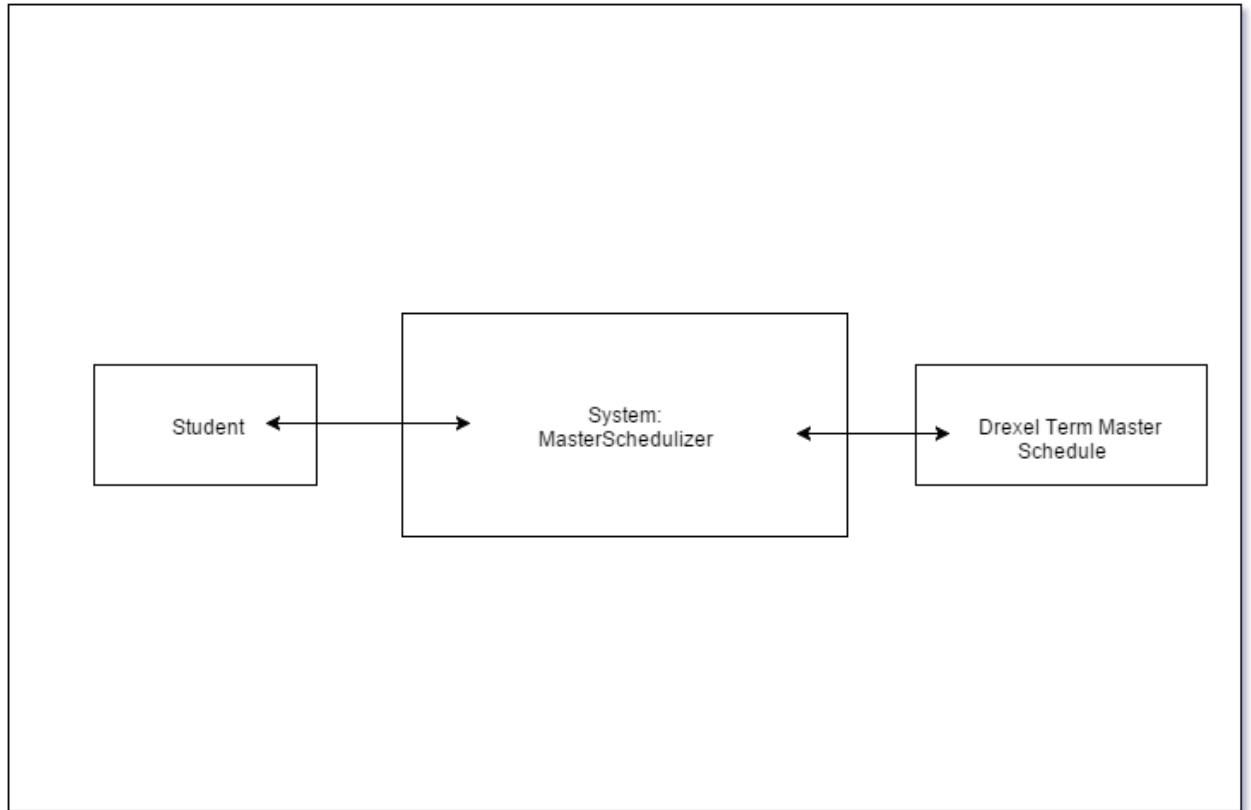 Student
System:
MasterSchedulizer
Drexel Term Master
Schedule